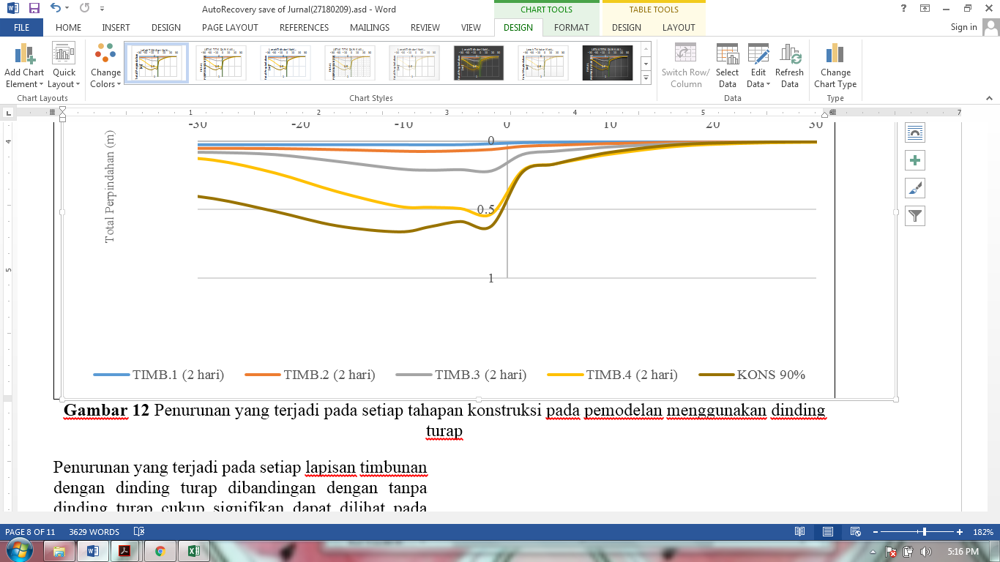 AutoRecovery save of Jurnal(27180209).asd - Word
CHART TOOLS
TABLE TOOLS
?
Sign in
FILE HOME INSERT DESIGN PAGE LAYOUT REFERENCES MAILINGS REVIEW VIEW DESIGN FORMAT DESIGN LAYOUT
Add Chart Element
Quick Layout
Change Colors
Switch Row/ Column
Select Data
Edit Data
Refresh Data
Change Chart Type
Chart Layouts
Chart Styles
Data
Type
1 2 3 4 5 7
4
5
-30 -20 -10 0 10 20 30
0
0.5
1
Total Perpindahan (m)
TIMB.1 (2 hari) TIMB.2 (2 hari) TIMB.3 (2 hari) TIMB.4 (2 hari) KONS 90%
Gambar 12 Penurunan yang terjadi pada setiap tahapan konstruksi pada pemodelan menggunakan dinding
turap
Penurunan yang terjadi pada setiap lapisan timbunan
dengan dinding turap dibandingan dengan tanpa
dinding turap cukup signifikan dapat dilihat pada
PAGE 8 OF 11 3629 WORDS
182%
5:16 PM